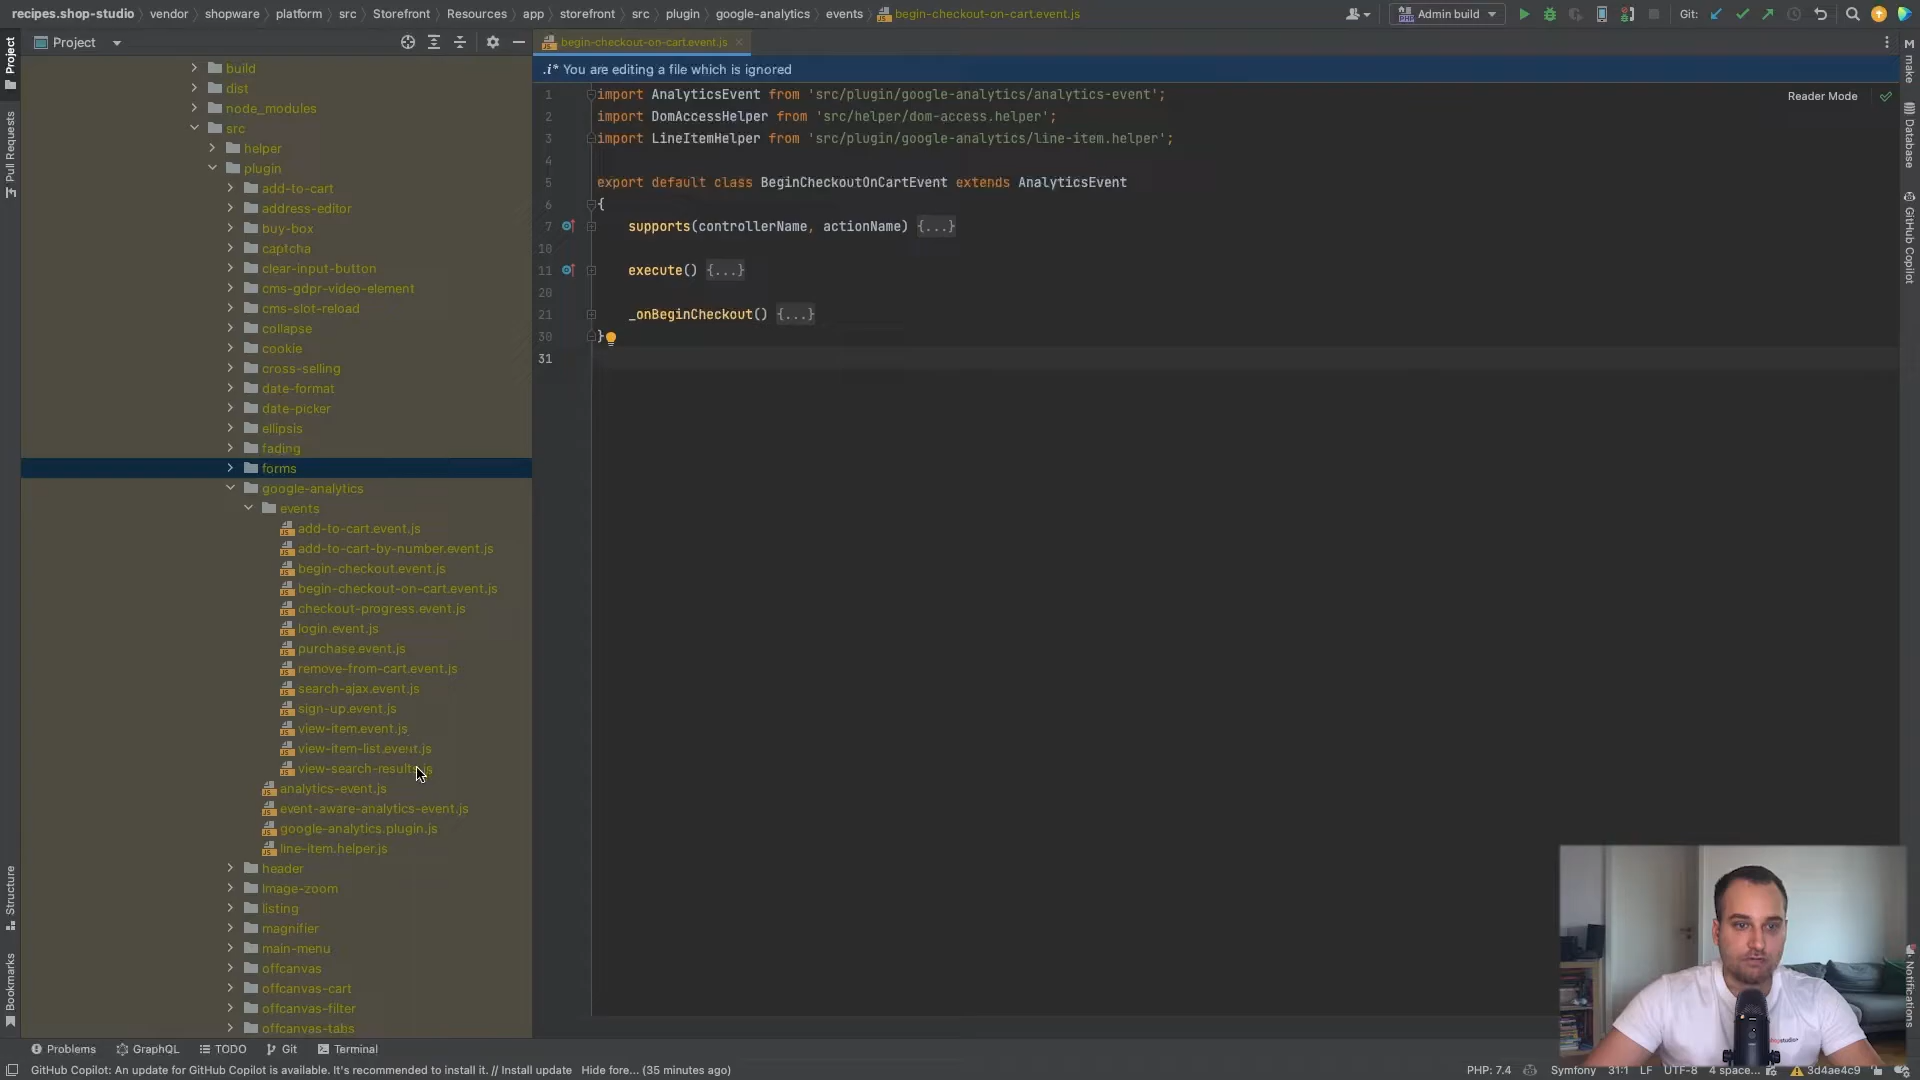 recipes.shop-studio vendor shopware platform src Storefront Resources app storefront src plugin google-analytics events begin-checkout-on-cart.event.js
Admin build
Git:
Project
begin-checkout-on-cart.event.js
.i* You are editing a file which is ignored
Reader Mode
build
dist
node_modules
src
helper
plugin
add-to-cart
address-editor
buy-box
captcha
clear-input-button
cms-gdpr-video-element
cms-slot-reload
collapse
cookie
cross-selling
date-format
date-picker
ellipsis
fading
forms
google-analytics
events
add-to-cart.event.js
add-to-cart-by-number.event.js
begin-checkout.event.js
begin-checkout-on-cart.event.js
checkout-progress.event.js
login.event.js
purchase.event.js
remove-from-cart.event.js
search-ajax.event.js
sign-up.event.js
view-item.event.js
view-item-list.event.js
view-search-results.js
analytics-event.js
event-aware-analytics-event.js
google-analytics.plugin.js
line-item.helper.js
header
image-zoom
listing
magnifier
main-menu
offcanvas
offcanvas-cart
offcanvas-filter
offcanvas-tabs
1 import AnalyticsEvent from 'src/plugin/google-analytics/analytics-event';
2 import DomAccessHelper from 'src/helper/dom-access.helper';
3 import LineItemHelper from 'src/plugin/google-analytics/line-item.helper';
4
5 export default class BeginCheckoutOnCartEvent extends AnalyticsEvent
6 {
7 supports(controllerName, actionName) {...}
10
11 execute() {...}
20
21 _onBeginCheckout() {...}
30 }
31
Project
Pull Requests
Structure
Bookmarks
M make
Database
GitHub Copilot
Notifications
Problems GraphQL TODO Git Terminal
GitHub Copilot: An update for GitHub Copilot is available. It's recommended to install it. // Install update Hide fore... (35 minutes ago)
PHP: 7.4 Symfony 31:1 LF UTF-8 4 space... 3d4ae4c9